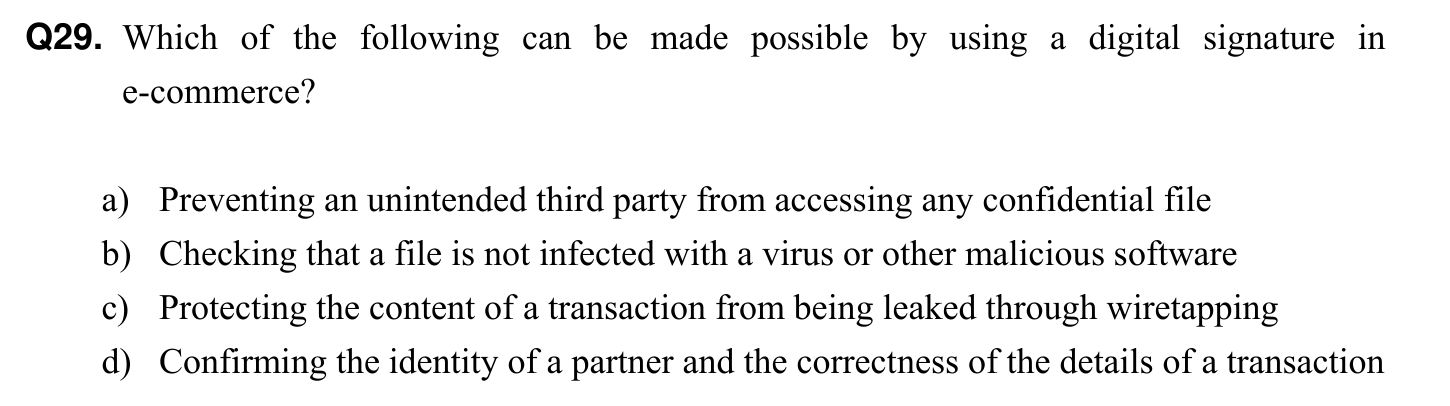 Q29. Which of the following can be made possible by using a digital signature in
e-commerce?
a) Preventing an unintended third party from accessing any confidential file
b) Checking that a file is not infected with a virus or other malicious software
c) Protecting the content of a transaction from being leaked through wiretapping
d) Confirming the identity of a partner and the correctness of the details of a transaction